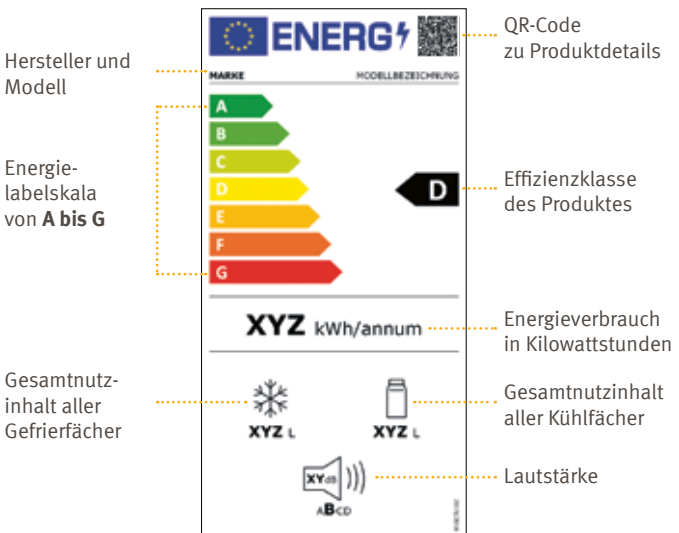 ENERG
QR-Code
zu Produktdetails
Hersteller und
Modell
MARKE
MODELLBEZEICHNUNG
A
B
C
D
E
F
G
Energie-
labelskala
von A bis G
D
Effizienzklasse
des Produktes
XYZ kWh/annum
Energieverbrauch
in Kilowattstunden
Gesamtnutz-
inhalt aller
Gefrierfächer
XYZ L
XYZ L
Gesamtnutzinhalt
aller Kühlfächer
XYdB
ABCD
Lautstärke